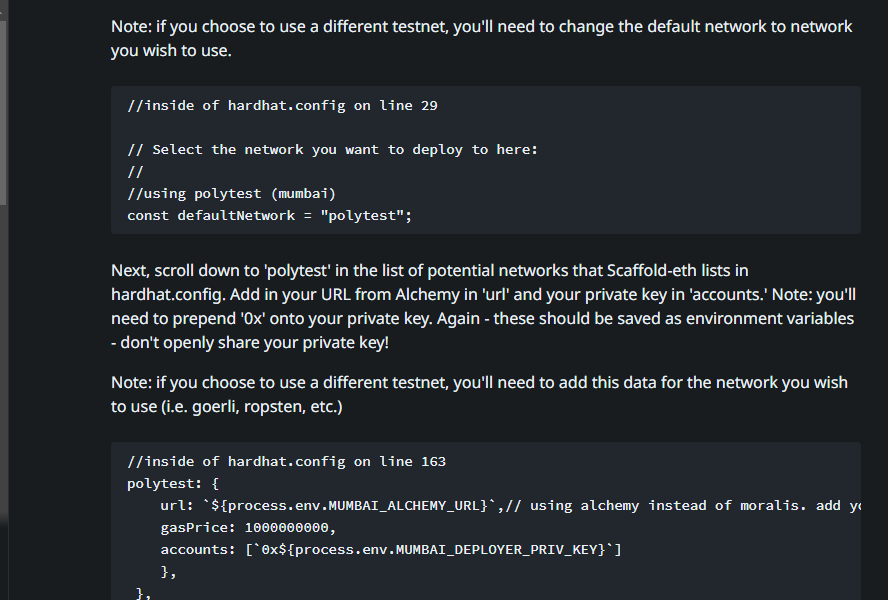 Note: if you choose to use a different testnet, you'll need to change the default network to network
you wish to use.
//inside of hardhat.config on line 29
// Select the network you want to deploy to here:
//
//using polytest (mumbai)
const defaultNetwork = "polytest";
Next, scroll down to 'polytest' in the list of potential networks that Scaffold-eth lists in
hardhat.config. Add in your URL from Alchemy in 'url' and your private key in 'accounts.' Note: you'll
need to prepend '0x' onto your private key. Again - these should be saved as environment variables
- don't openly share your private key!
Note: if you choose to use a different testnet, you'll need to add this data for the network you wish
to use (i.e. goerli, ropsten, etc.)
//inside of hardhat.config on line 163
polytest: {
url: `${process.env.MUMBAI_ALCHEMY_URL}`,// using alchemy instead of moralis. add
gasPrice: 1000000000,
accounts: [`0x${process.env.MUMBAI_DEPLOYER_PRIV_KEY}`]
},
},